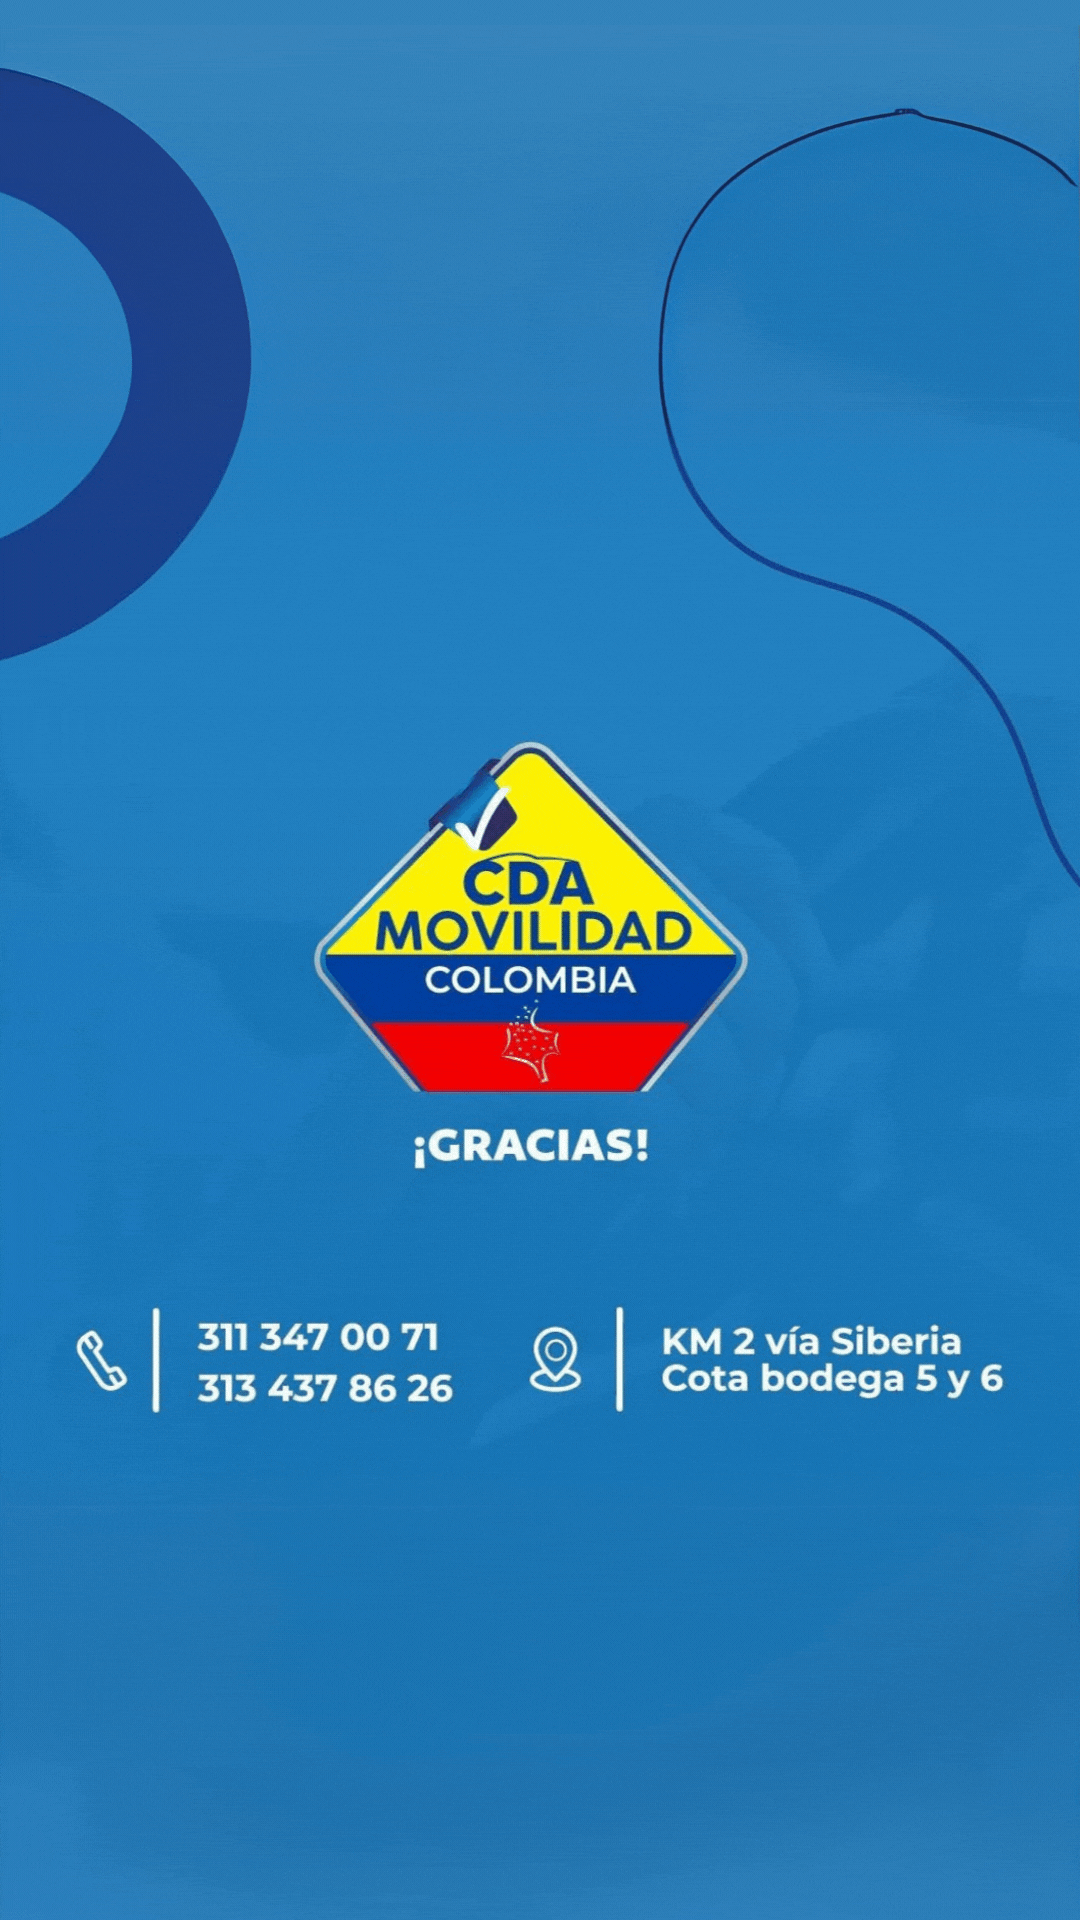 CDA
MOVILIDAD
COLOMBIA
¡GRACIAS!
311 347 00 71
313 437 86 26
KM 2 vía Siberia
Cota bodega 5 y 6